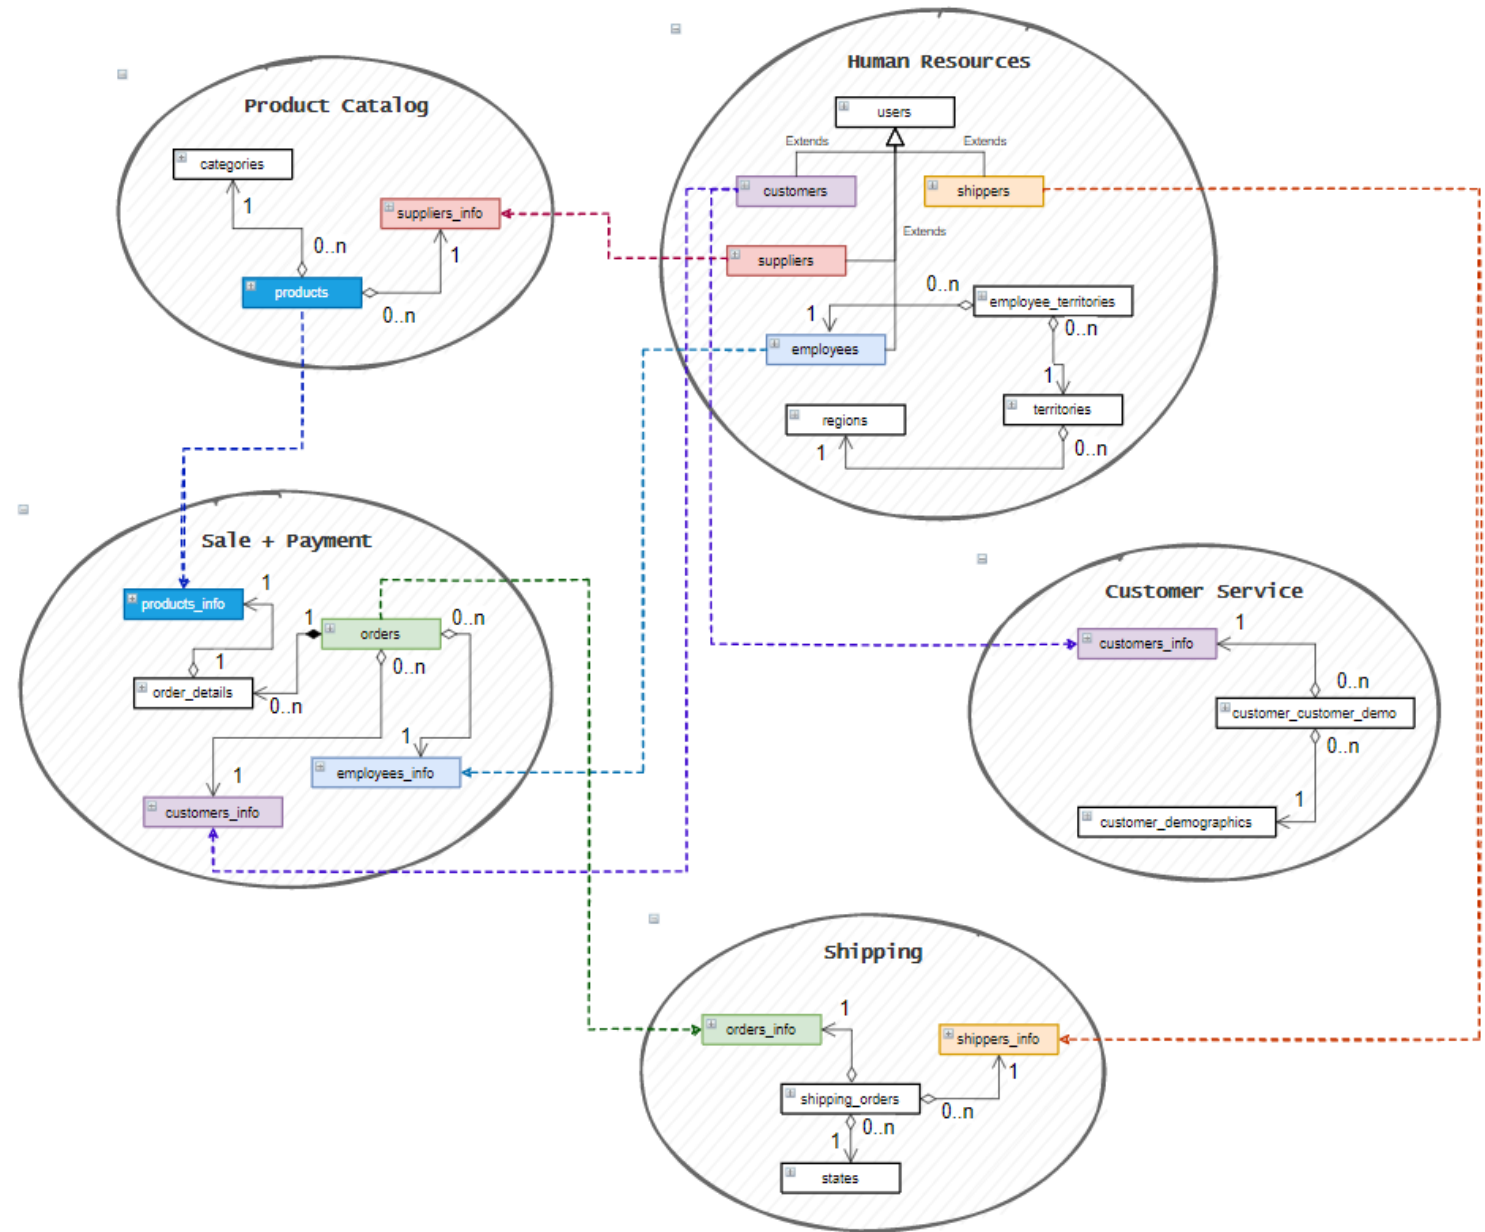 Human Resources
users
Extends
Extends
customers
shippers
Extends
suppliers
0..n
employee_territories
1
0..n
employees
1
territories
regions
0..n
1
Product Catalog
categories
1
suppliers_info
0..n
1
products
0..n
Sale + Payment
1
products_info
1
0..n
orders
1
0..n
order_details
0..n
1
employees_info
1
customers_info
Customer Service
1
customers_info
0..n
customer_customer_demo
0..n
1
customer_demographics
Shipping
1
orders_info
shippers_info
1
shipping_orders
0..n
0..n
1
states